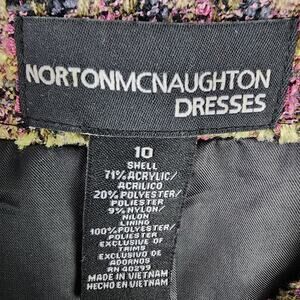 NORTONMCNAUGHTON
DRESSES
10
SHELL
71% ACRYLIC/
ACRILICO
20% POLYESTER/
POLIESTER
9% NYLON/
NILON
LINING
100% POLYESTER/
POLIESTER
EXCLUSIVE OF
TRIMS
EXCLUSIVO DE
ADORNOS
RN 40299
MADE IN VIETNAM
HECHO EN VIETNAM